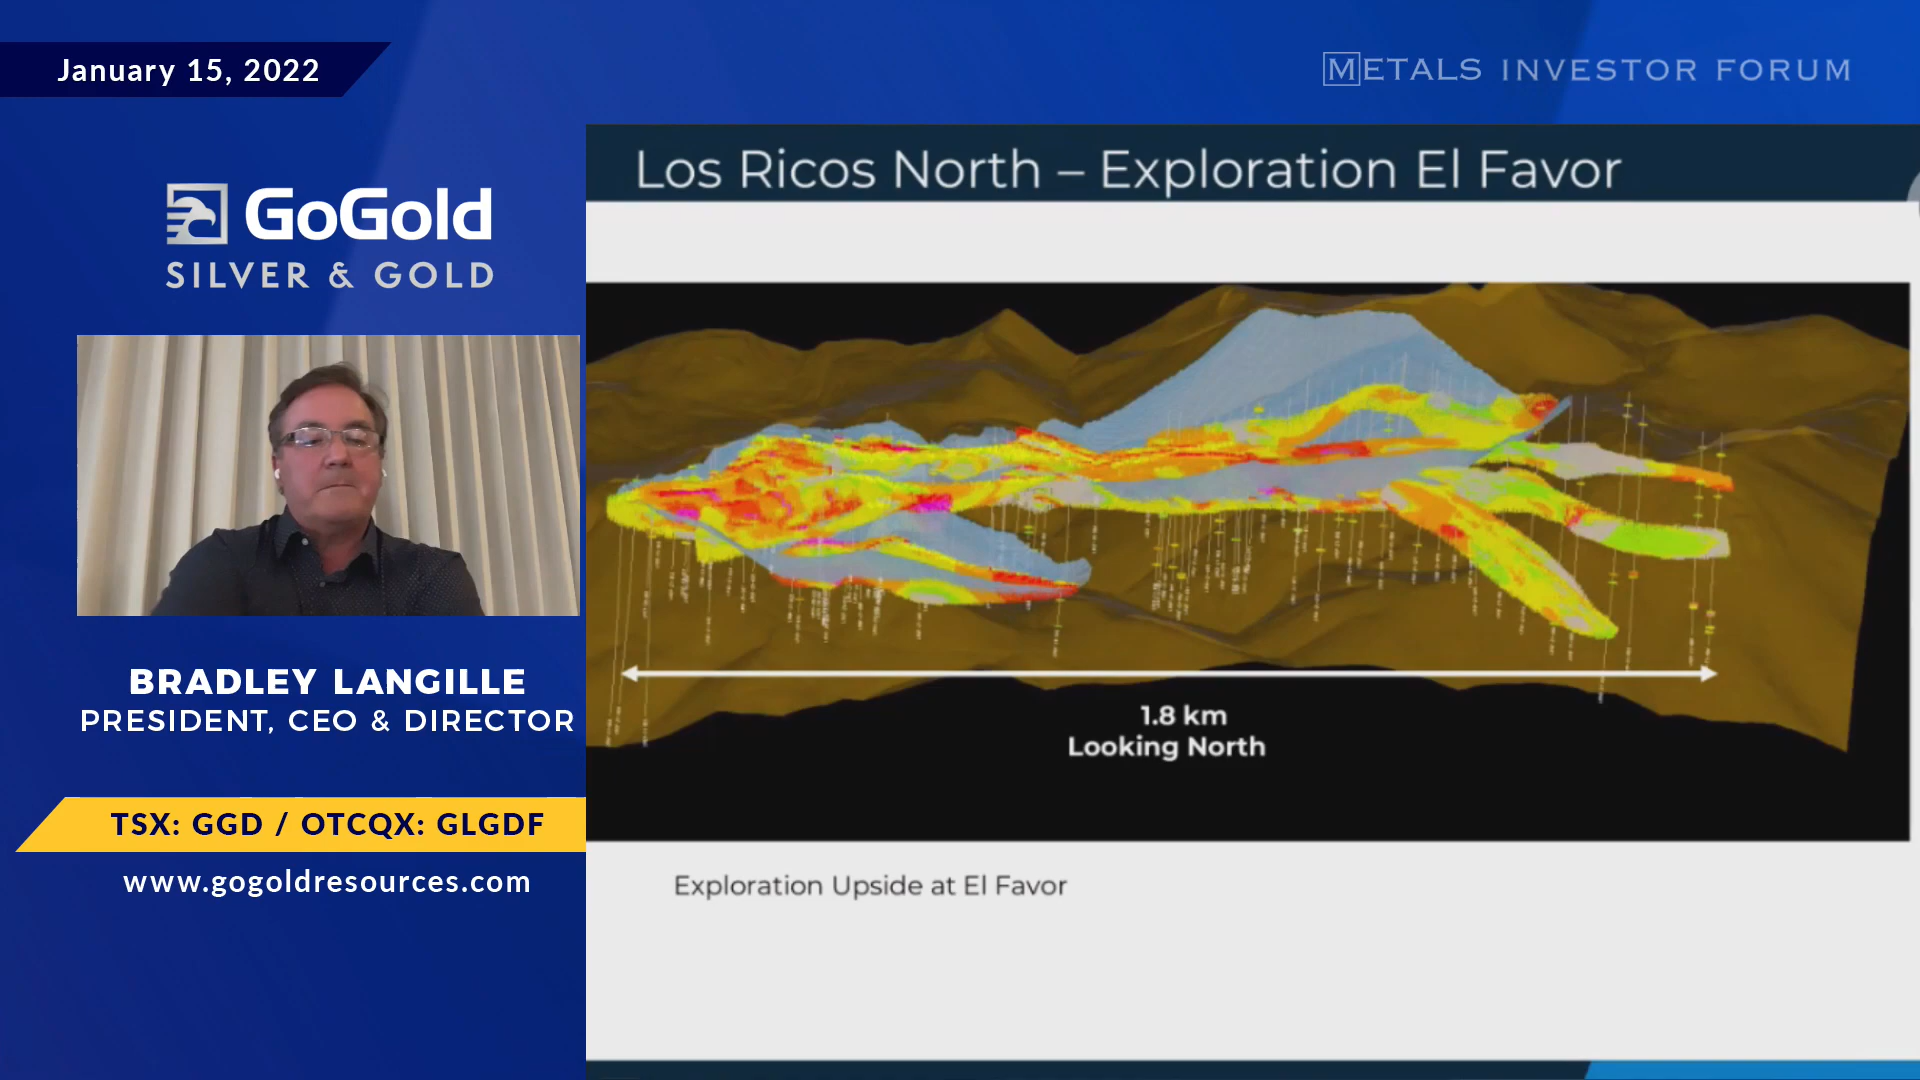 January 15, 2022
METALS INVESTOR FORUM
GoGold
SILVER & GOLD
BRADLEY LANGILLE
PRESIDENT, CEO & DIRECTOR
TSX: GGD / OTCQX: GLGDF
www.gogoldresources.com
Los Ricos North – Exploration El Favor
1.8 km
Looking North
Exploration Upside at El Favor